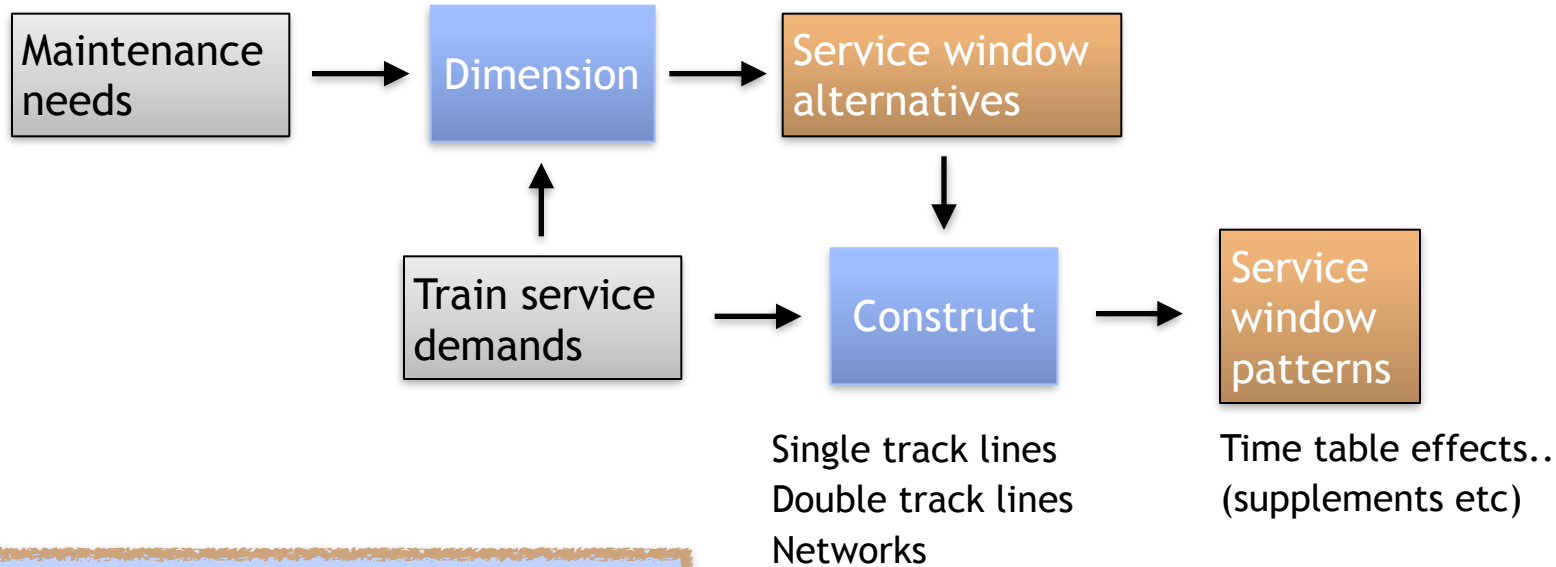 Maintenance
needs
Dimension
Service window
alternatives
Train service
demands
Construct
Service
window
patterns
Single track lines
Double track lines
Networks
Time table effects..
(supplements etc)